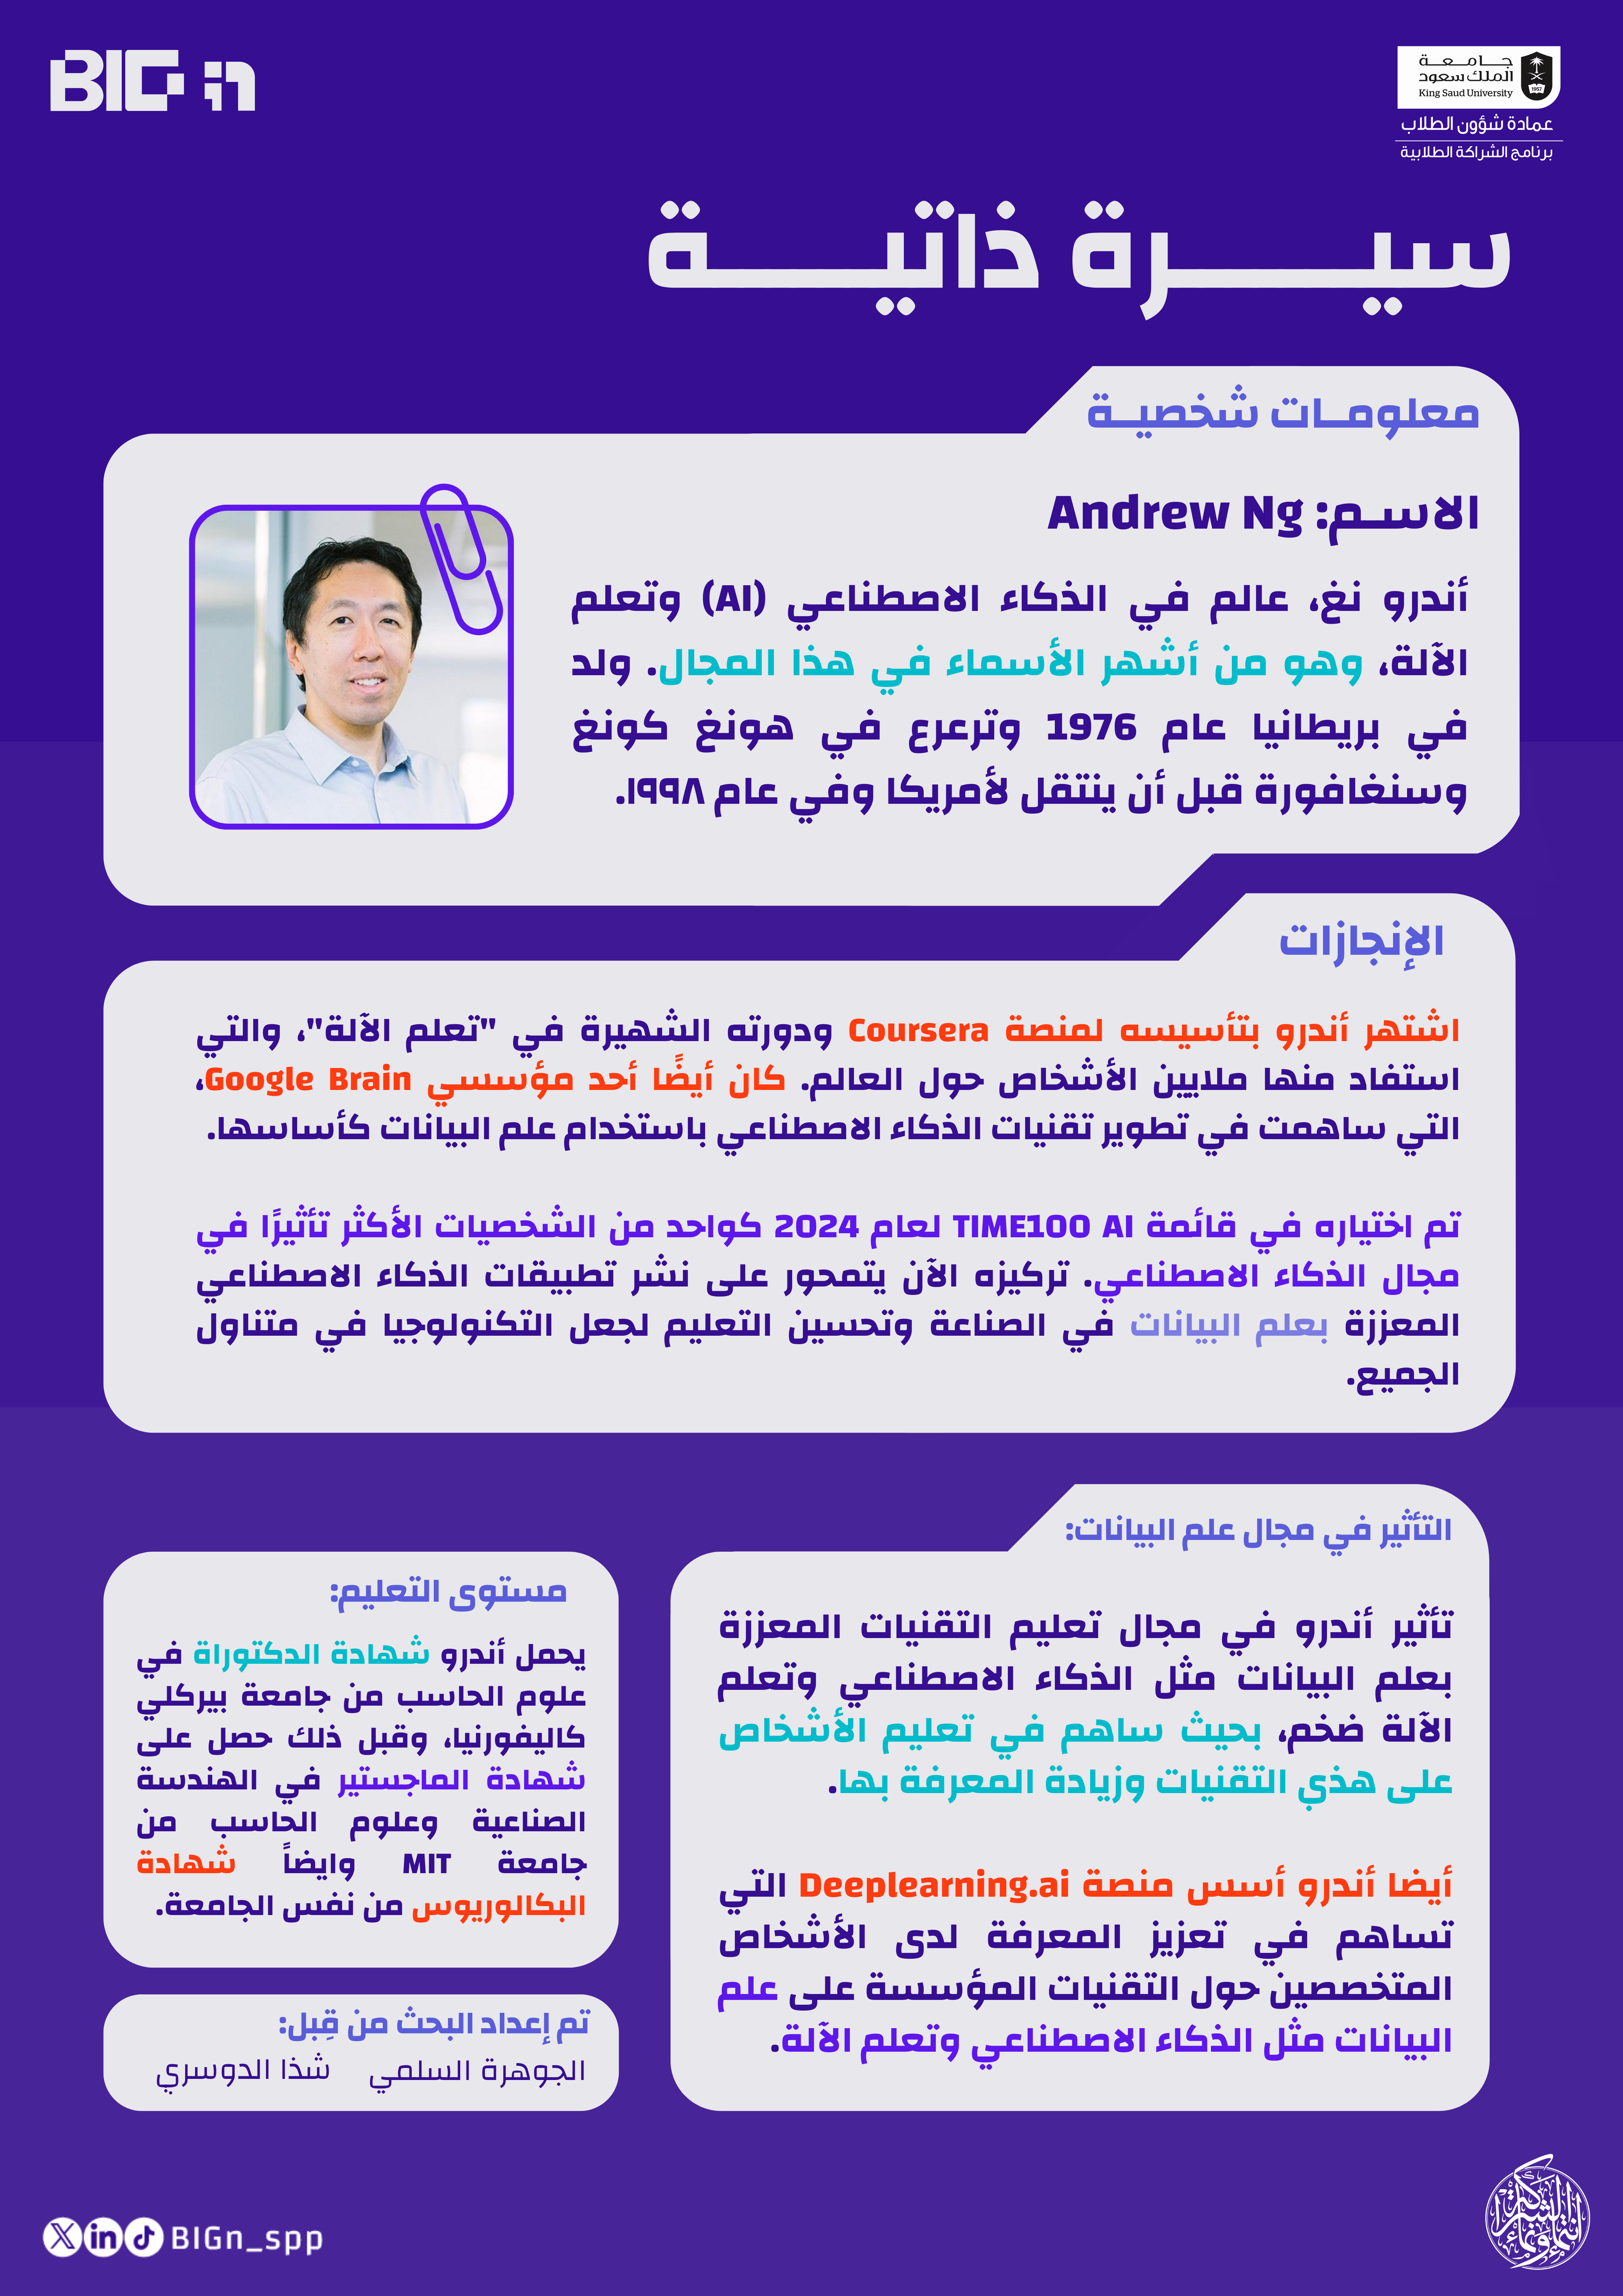 BIG n
جـامـعـة
الملك سعود
King Saud University
1957
عمادة شؤون الطلاب
برنامج الشراكة الطلابية
سيـرة ذاتيـة
معلومـات شخصيـة
الاسـم: Andrew Ng
أندرو نغ، عالم في الذكاء الاصطناعي (AI) وتعلم
الآلة، وهو من أشهر الأسماء في هذا المجال. ولد
في بريطانيا عام 1976 وترعرع في هونغ كونغ
وسنغافورة قبل أن ينتقل لأمريكا وفي عام ١٩٩٨.
الإنجازات
اشتهر أندرو بتأسيسه لمنصة Coursera ودورته الشهيرة في "تعلم الآلة"، والتي
استفاد منها ملايين الأشخاص حول العالم. كان أيضًا أحد مؤسسي Google Brain،
التي ساهمت في تطوير تقنيات الذكاء الاصطناعي باستخدام علم البيانات كأساسها.
تم اختياره في قائمة TIME100 AI لعام 2024 كواحد من الشخصيات الأكثر تأثيرًا في
مجال الذكاء الاصطناعي. تركيزه الآن يتمحور على نشر تطبيقات الذكاء الاصطناعي
المعززة بعلم البيانات في الصناعة وتحسين التعليم لجعل التكنولوجيا في متناول
الجميع.
التأثير في مجال علم البيانات:
تأثير أندرو في مجال تعليم التقنيات المعززة
بعلم البيانات مثل الذكاء الاصطناعي وتعلم
الآلة ضخم، بحيث ساهم في تعليم الأشخاص
على هذي التقنيات وزيادة المعرفة بها.
أيضا أندرو أسس منصة Deeplearning.ai التي
تساهم في تعزيز المعرفة لدى الأشخاص
المتخصصين حول التقنيات المؤسسة على علم
البيانات مثل الذكاء الاصطناعي وتعلم الآلة.
مستوى التعليم:
يحمل أندرو شهادة الدكتوراة في
علوم الحاسب من جامعة بيركلي
كاليفورنيا، وقبل ذلك حصل على
شهادة الماجستير في الهندسة
الصناعية وعلوم الحاسب من
جامعة MIT وايضاً شهادة
البكالوريوس من نفس الجامعة.
تم إعداد البحث من قِبل:
الجوهرة السلمي شذا الدوسري
BIGn_spp